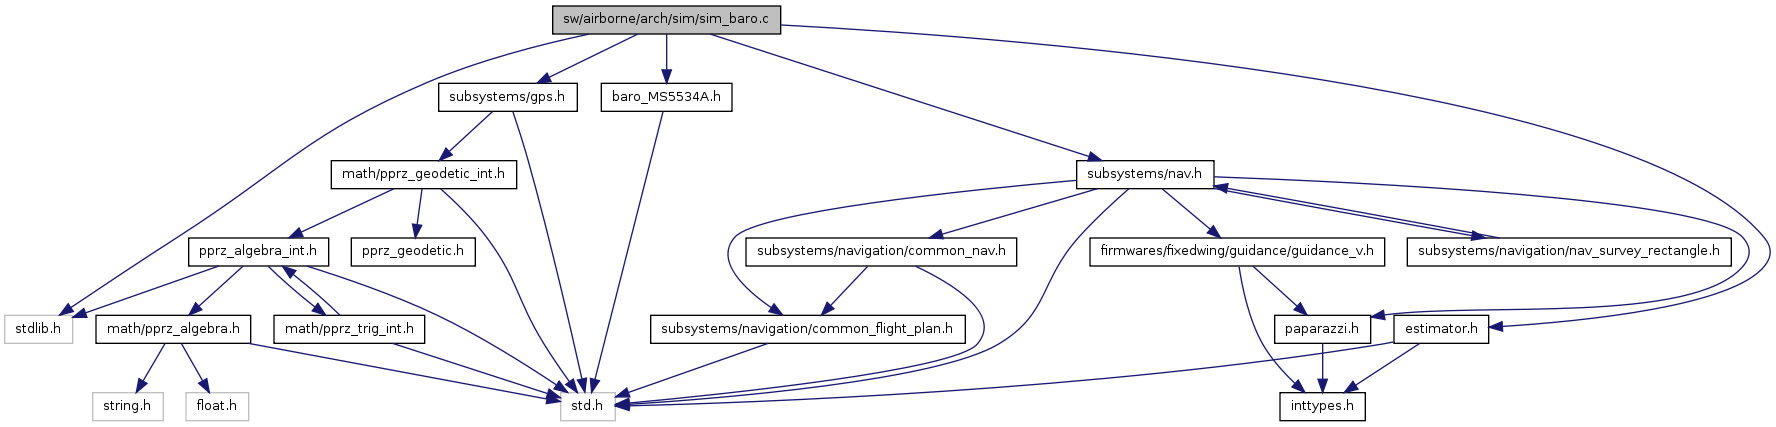 sw/airborne/arch/sim/sim_baro.c
subsystems/gps.h
baro_MS5534A.h
math/pprz_geodetic_int.h
subsystems/nav.h
pprz_algebra_int.h
pprz_geodetic.h
subsystems/navigation/common_nav.h
firmwares/fixedwing/guidance/guidance_v.h
subsystems/navigation/nav_survey_rectangle.h
stdlib.h
math/pprz_algebra.h
math/pprz_trig_int.h
subsystems/navigation/common_flight_plan.h
paparazzi.h
estimator.h
string.h
float.h
std.h
inttypes.h